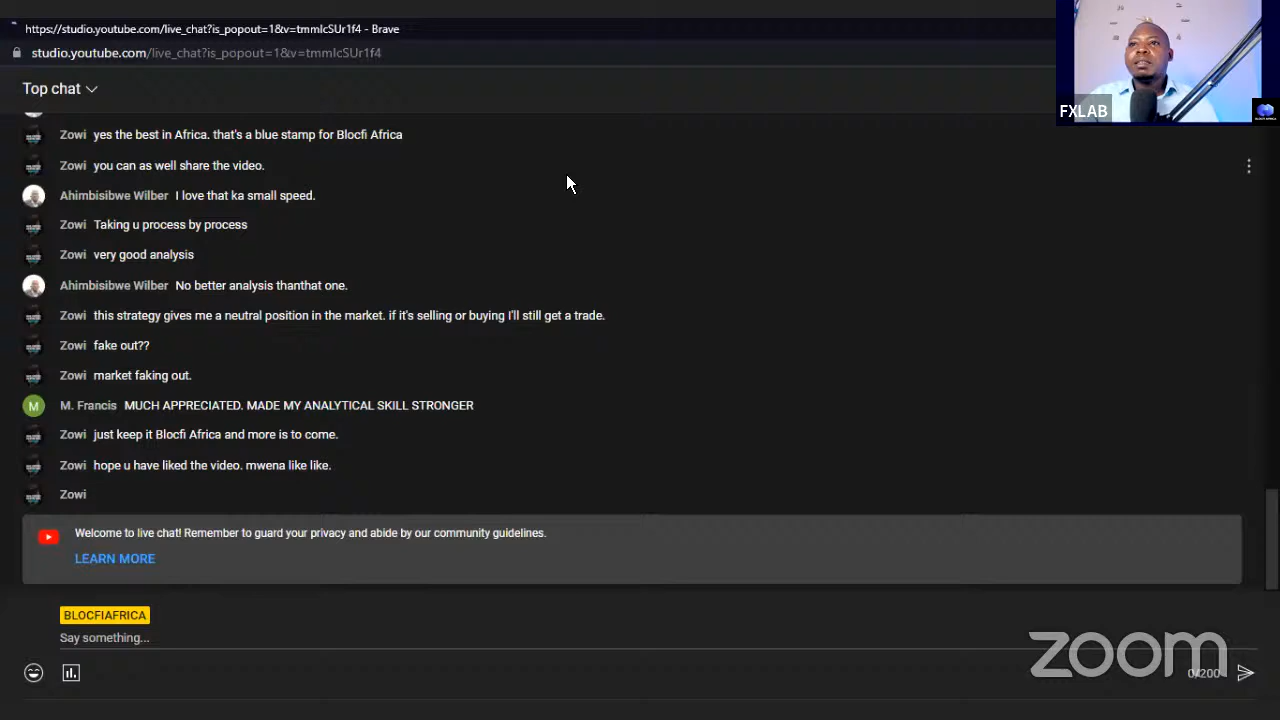 https://studio.youtube.com/live_chat?is_popout=1&v=tmmIcSUr1f4 - Brave
studio.youtube.com/live_chat?is_popout=1&v=tmmIcSUr1f4
Top chat
FXLAB
Zowi yes the best in Africa. that's a blue stamp for Blocfi Africa
Zowi you can as well share the video.
Ahimbisibwe Wilber I love that ka small speed.
Zowi Taking u process by process
Zowi very good analysis
Ahimbisibwe Wilber No better analysis thanthat one.
Zowi this strategy gives me a neutral position in the market. if it's selling or buying I'll still get a trade.
Zowi fake out??
Zowi market faking out.
M M. Francis MUCH APPRECIATED. MADE MY ANALYTICAL SKILL STRONGER
Zowi just keep it Blocfi Africa and more is to come.
Zowi hope u have liked the video. mwena like like.
Zowi
Welcome to live chat! Remember to guard your privacy and abide by our community guidelines.
LEARN MORE
BLOCFIAFRICA
Say something...
zoom
0/200